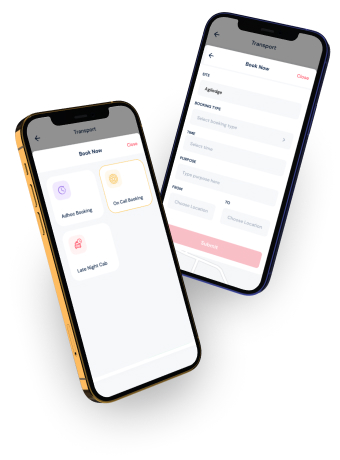 Transport
Book Now
Close
Adhoc Booking
On Call Booking
Late Night Cab
Transport
Book Now
Close
SITE
Agiledge
BOOKING TYPE
Select booking type
TIME
Select time
PURPOSE
Type purpose here
FROM
TO
Choose Location
Choose Location
Submit